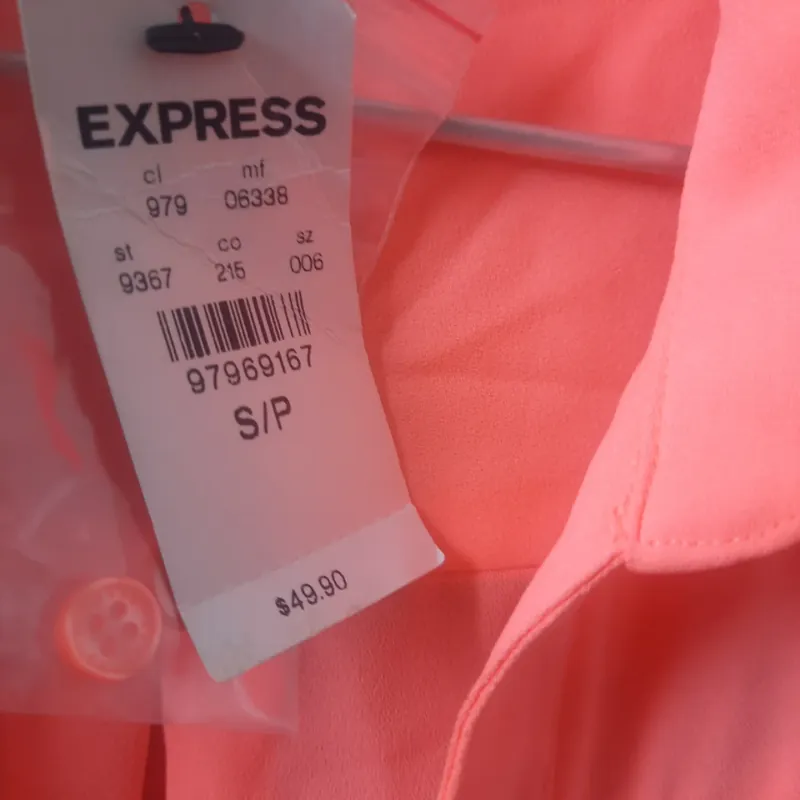 EXPRESS
cl mf
979 06338
st co sz
9367 215 006
97969167
S/P
$49.90